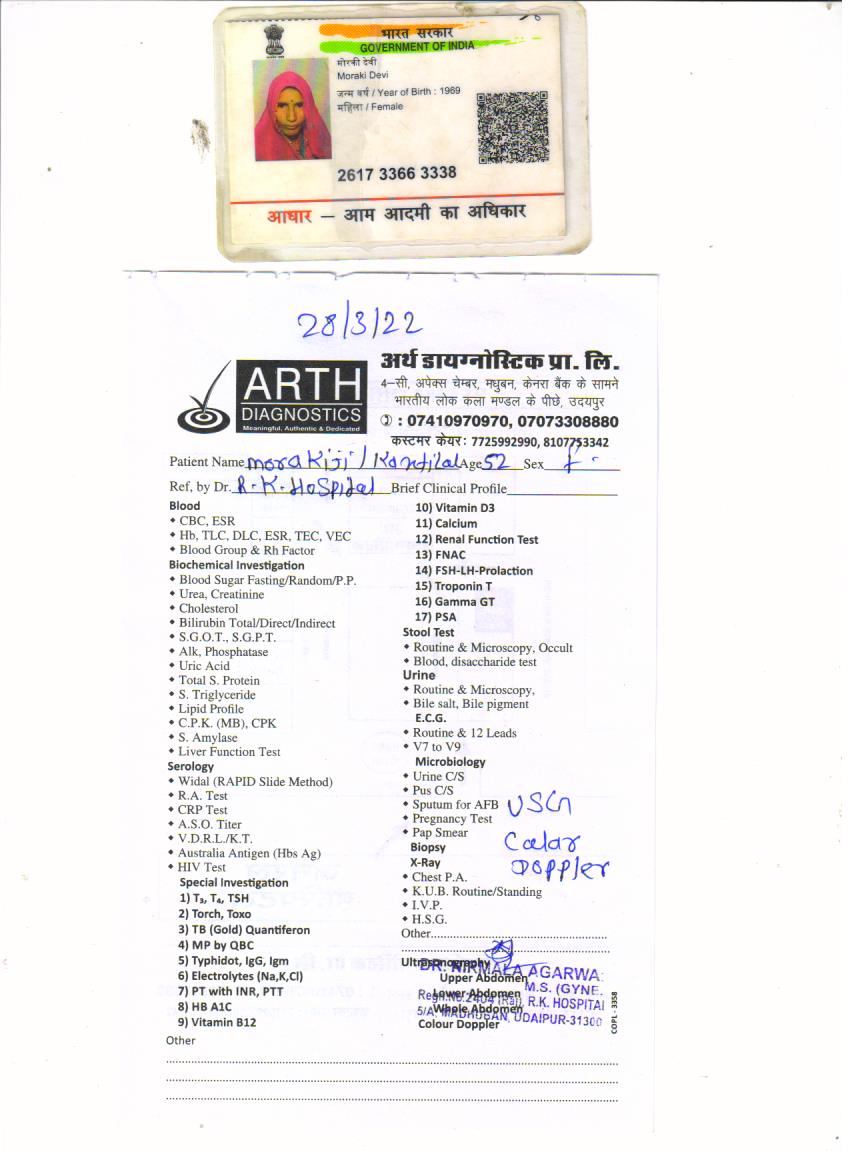 भारत सरकार
GOVERNMENT OF INDIA
मोरकी देवी
Moraki Devi
जन्म वर्ष / Year of Birth : 1969
महिला / Female
2617 3366 3338
आधार – आम आदमी का अधिकार
28/3/22
ARTH
DIAGNOSTICS
Meaningful, Authentic & Dedicated
अर्थ डायग्नोस्टिक प्रा. लि.
4–सी, अपेक्स चेम्बर, मधुबन, केनरा बैंक के सामने
भारतीय लोक कला मण्डल के पीछे, उदयपुर
: 07410970970, 07073308880
कस्टमर केयर: 7725992990, 8107753342
Patient Name morakiji / Kantilal Age 52 Sex f
Ref, by Dr. R.K. Hospital Brief Clinical Profile
Blood
CBC, ESR
Hb, TLC, DLC, ESR, TEC, VEC
Blood Group & Rh Factor
Biochemical Investigation
Blood Sugar Fasting/Random/P.P.
Urea, Creatinine
Cholesterol
Bilirubin Total/Direct/Indirect
S.G.O.T., S.G.P.T.
Alk, Phosphatase
Uric Acid
Total S. Protein
S. Triglyceride
Lipid Profile
C.P.K. (MB), CPK
S. Amylase
Liver Function Test
Serology
Widal (RAPID Slide Method)
R.A. Test
CRP Test
A.S.O. Titer
V.D.R.L./K.T.
Australia Antigen (Hbs Ag)
HIV Test
Special Investigation
1) T₃, T₄, TSH
2) Torch, Toxo
3) TB (Gold) Quantiferon
4) MP by QBC
5) Typhidot, IgG, Igm
6) Electrolytes (Na,K,Cl)
7) PT with INR, PTT
8) HB A1C
9) Vitamin B12
10) Vitamin D3
11) Calcium
12) Renal Function Test
13) FNAC
14) FSH-LH-Prolaction
15) Troponin T
16) Gamma GT
17) PSA
Stool Test
Routine & Microscopy, Occult
Blood, disaccharide test
Urine
Routine & Microscopy,
Bile salt, Bile pigment
E.C.G.
Routine & 12 Leads
V7 to V9
Microbiology
Urine C/S
Pus C/S
Sputum for AFB
Pregnancy Test
Pap Smear
Biopsy
X-Ray
Chest P.A.
K.U.B. Routine/Standing
I.V.P.
H.S.G.
Other
USG
Colar
Doppler
Ultrasonography
Upper Abdomen
Lower Abdomen
Whole Abdomen
Colour Doppler
DR. NIRMALA AGARWA
M.S. (GYNE.
Regn.No.2404 (Raj), R.K. HOSPITAL
5/A, MADHUBAN, UDAIPUR-31300
COPL - 3358
Other